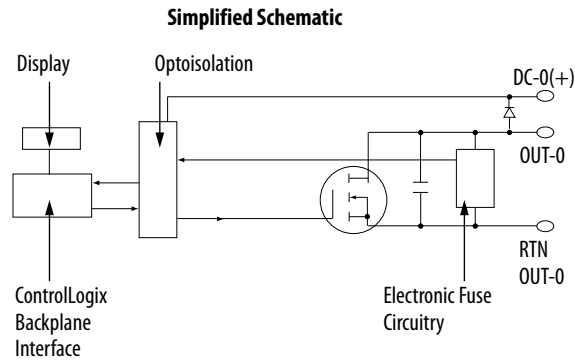 Simplified Schematic
Display
Optoisolation
DC-0(+)
OUT-0
RTN
OUT-0
ControlLogix
Backplane
Interface
Electronic Fuse
Circuitry